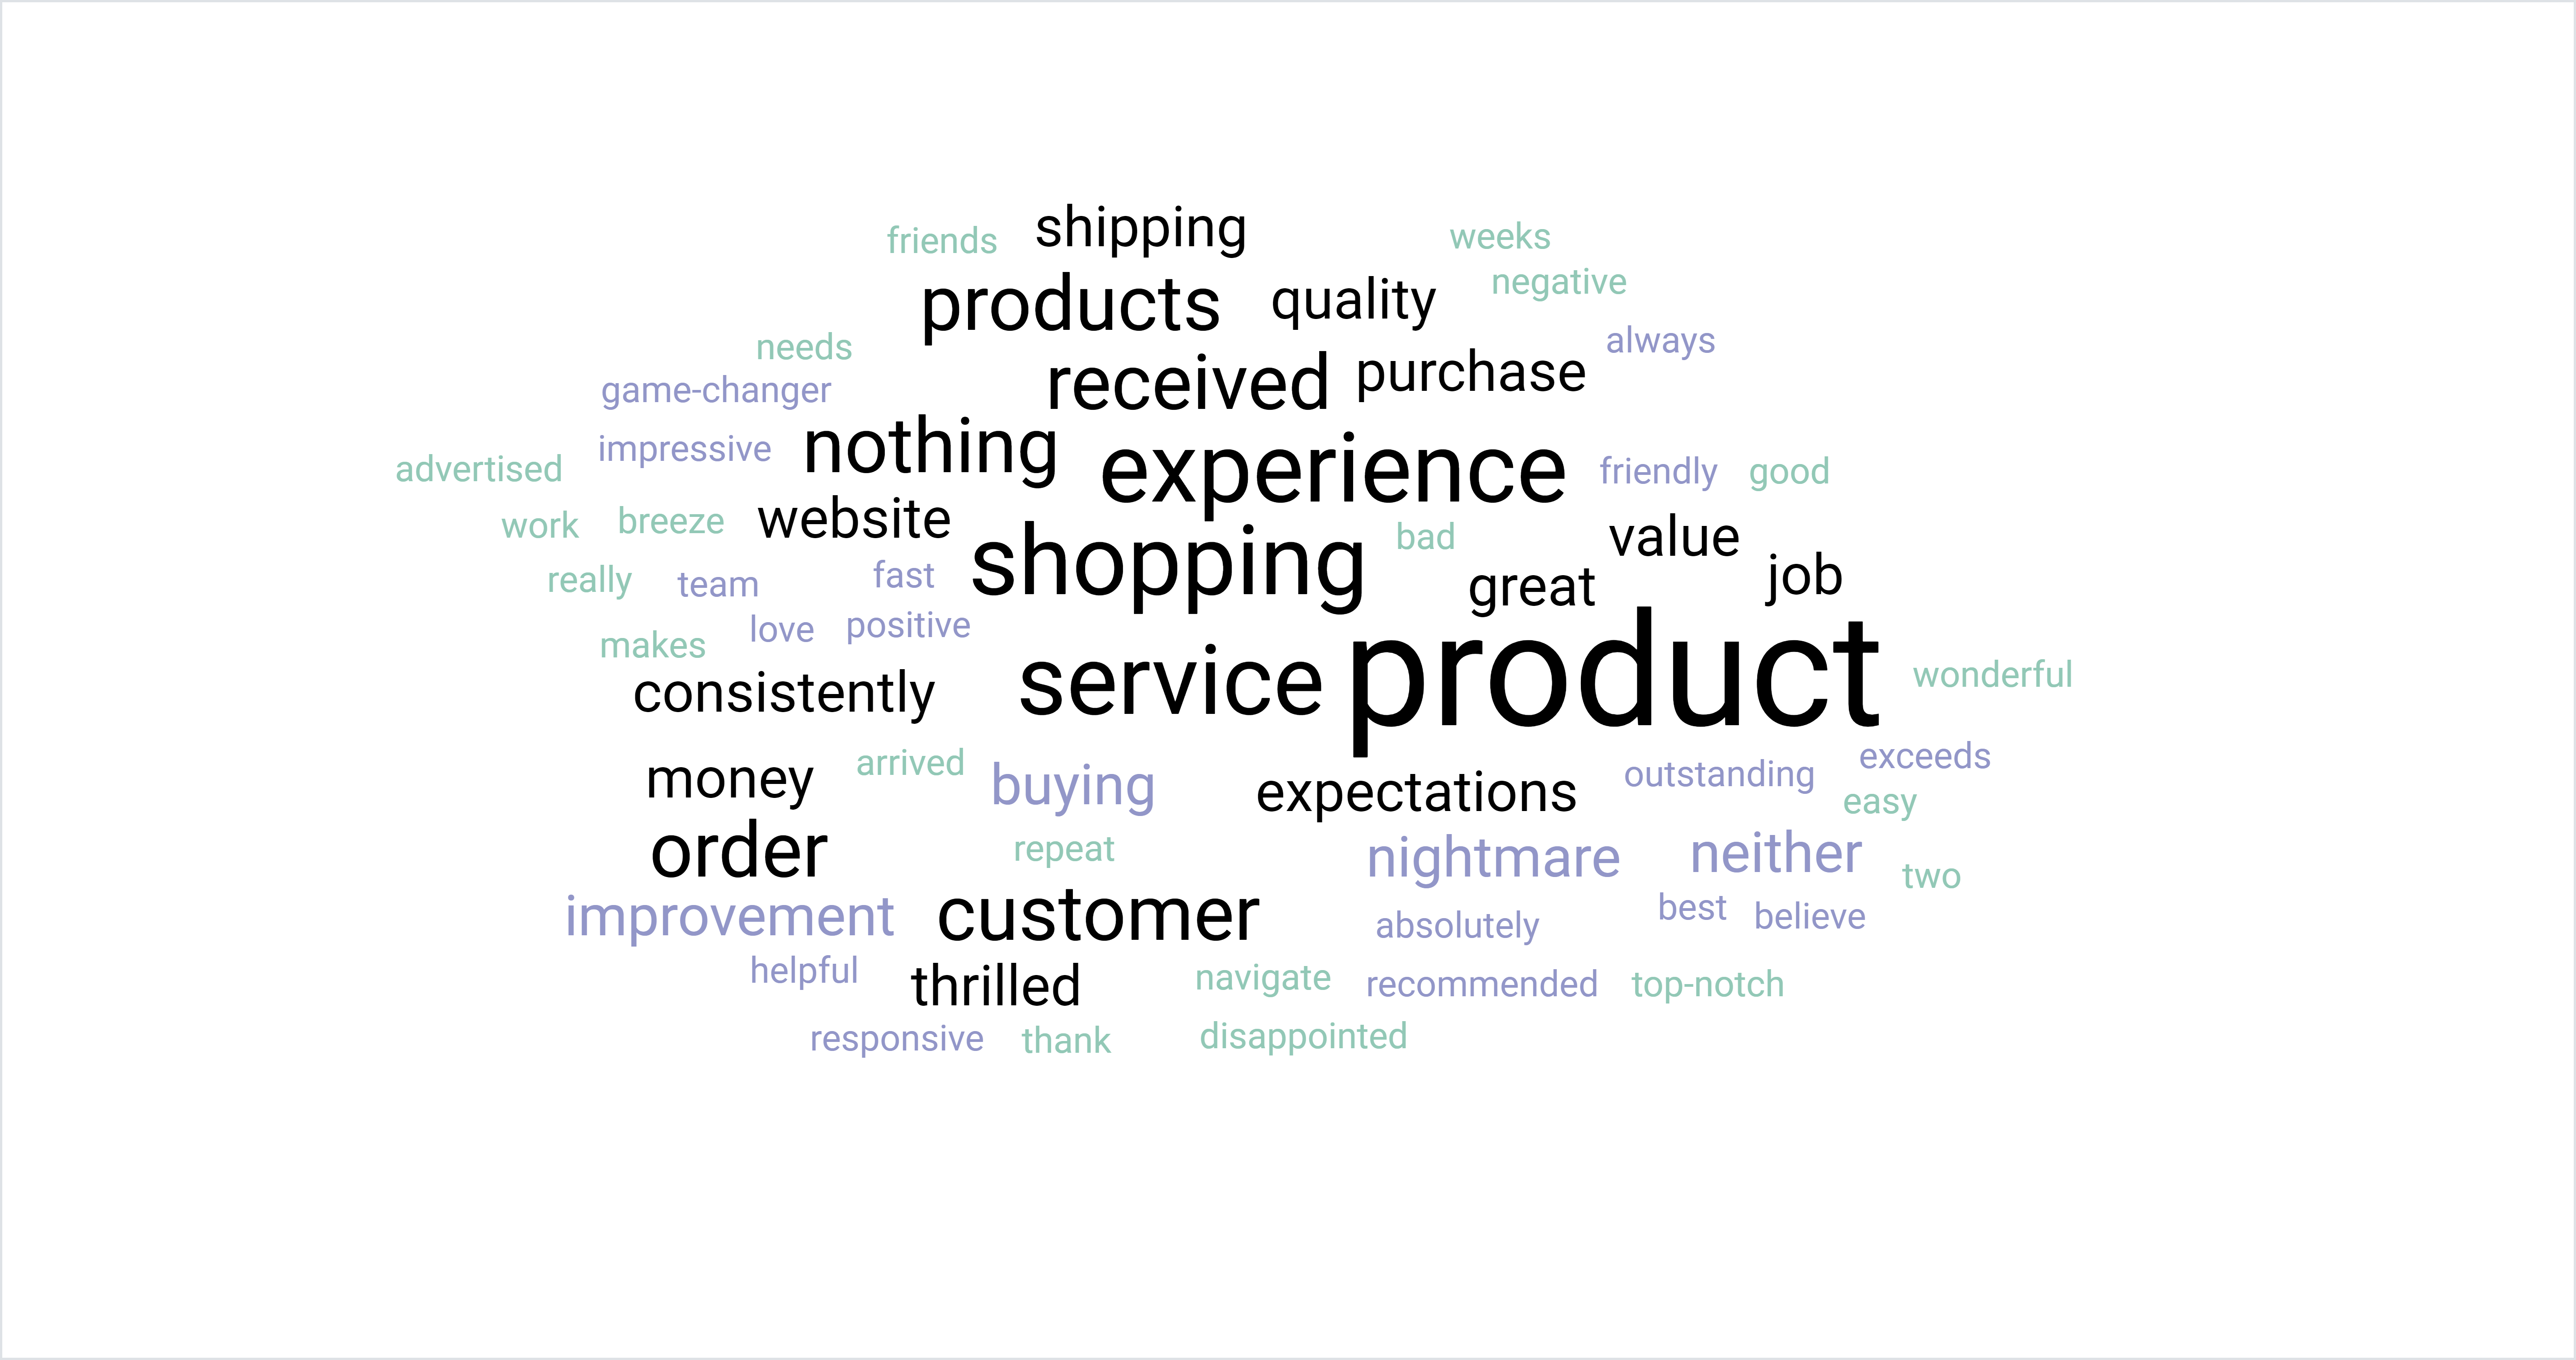 friends shipping weeks
products quality negative
needs always
game-changer received purchase
advertised impressive nothing experience friendly good
work breeze website bad value
really team fast shopping great job
makes love positive
consistently service product wonderful
money arrived buying expectations outstanding exceeds
easy
order repeat nightmare neither two
improvement customer absolutely best believe
helpful thrilled navigate recommended top-notch
responsive thank disappointed